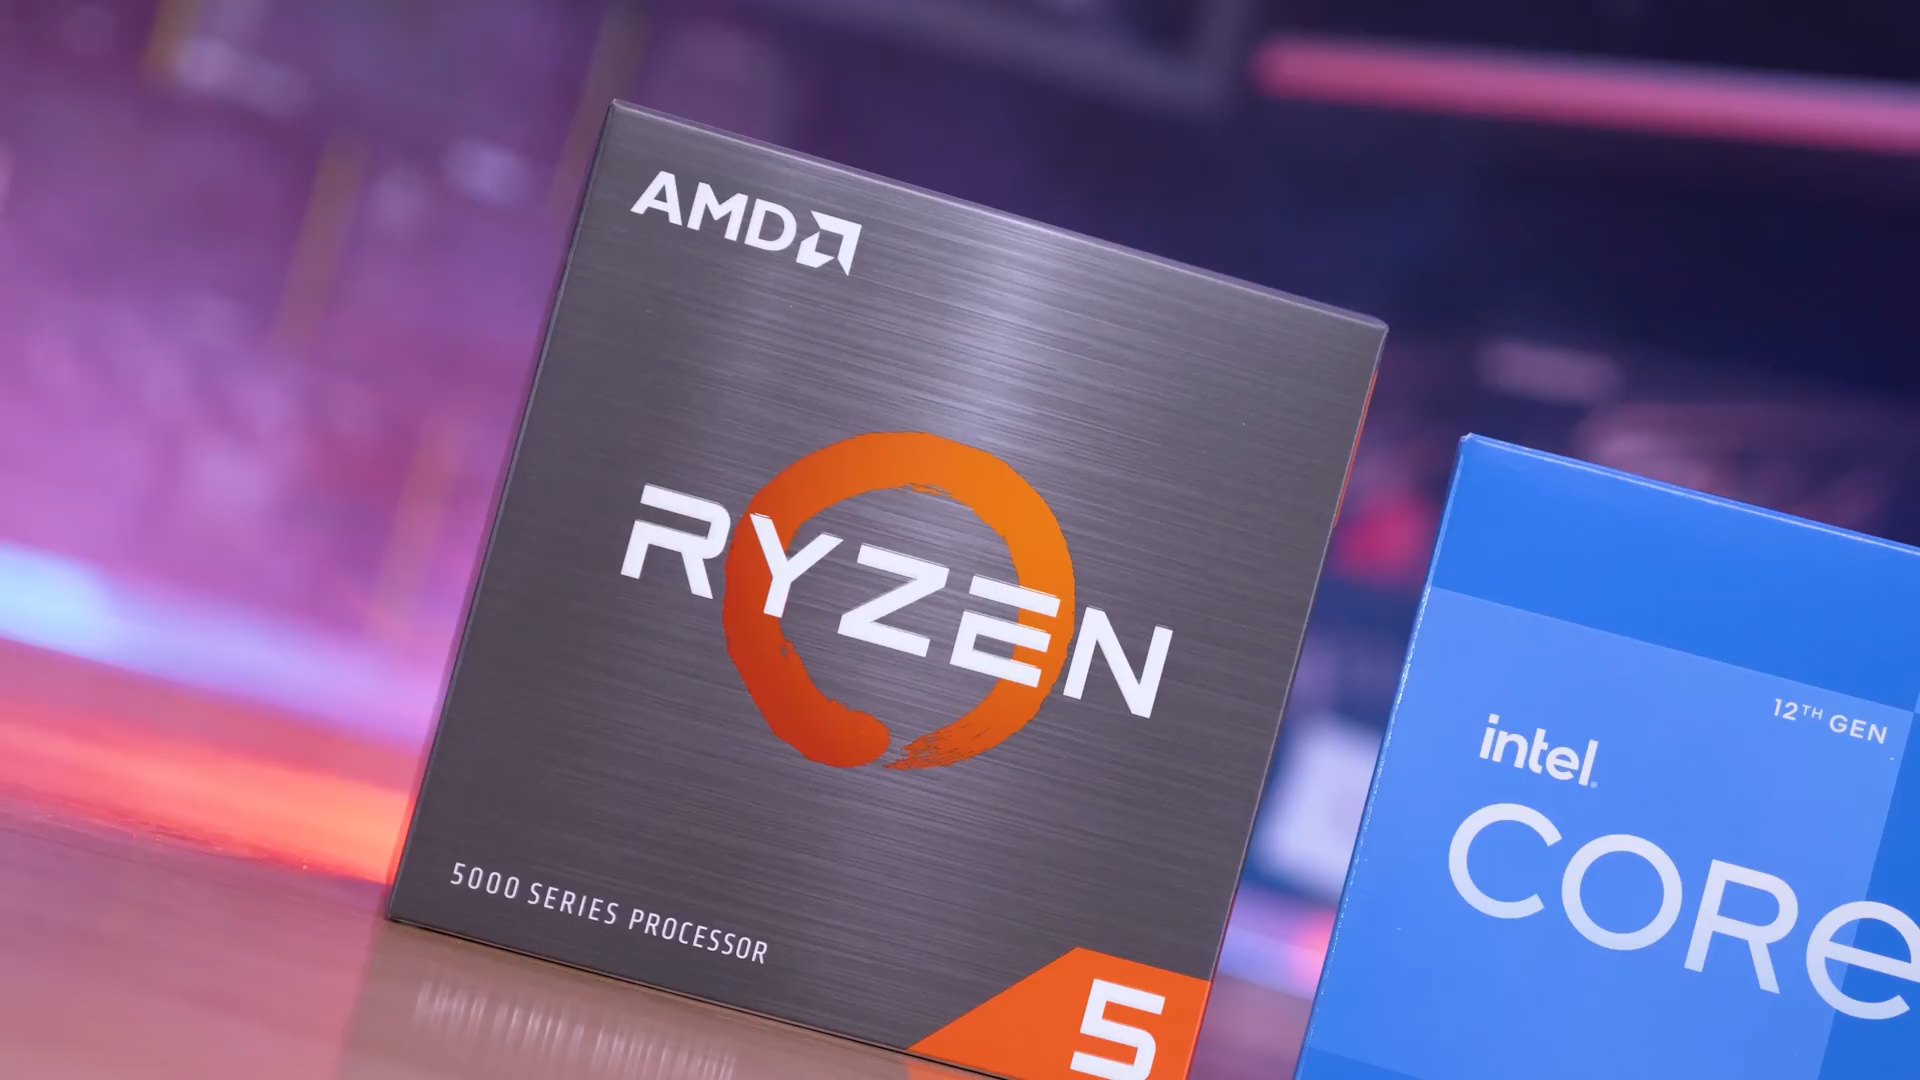 AMD
RYZEN
5000 SERIES PROCESSOR
5
12TH GEN
intel.
CORe